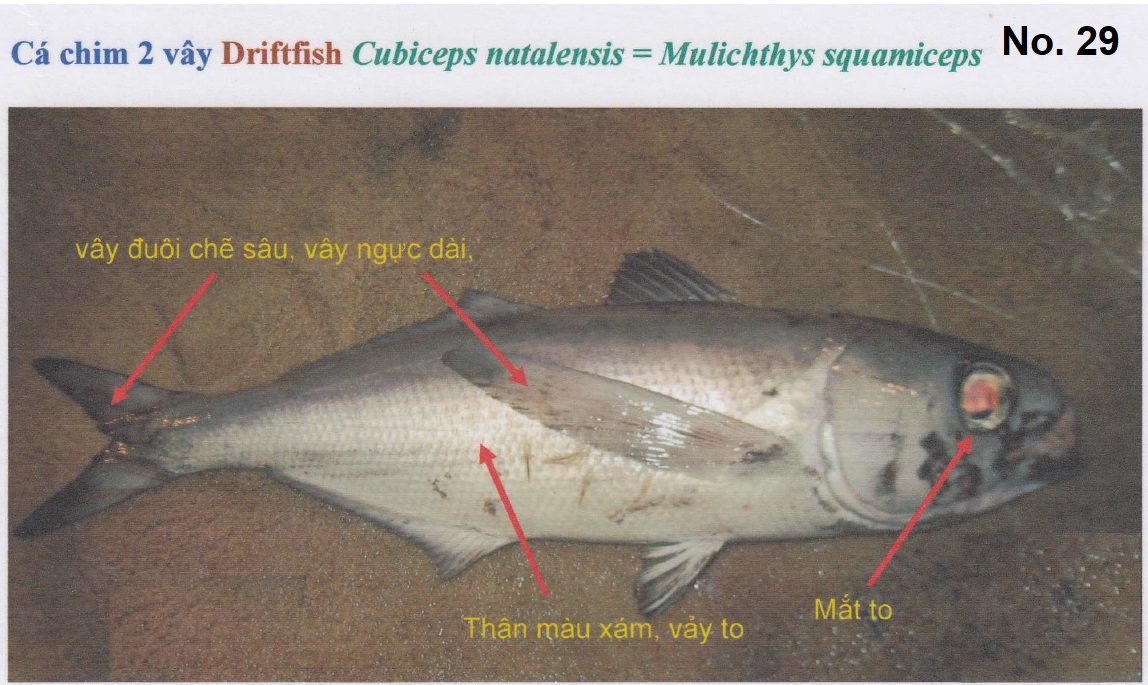 Cá chim 2 vây Driftfish Cubiceps natalensis = Mulichthys squamiceps No. 29
vây đuôi chẽ sâu, vây ngực dài,
Mắt to
Thân màu xám, vảy to